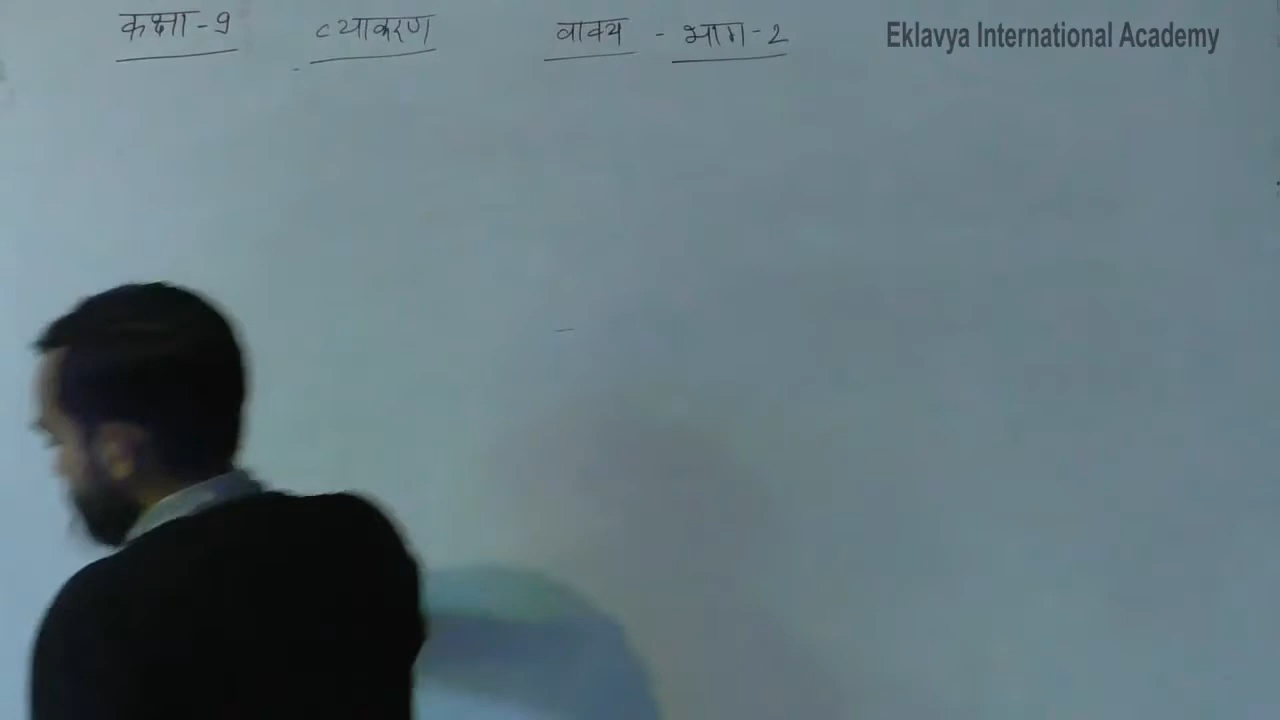 कक्षा - 9 व्याकरण वाक्य - भाग - 2 Eklavya International Academy